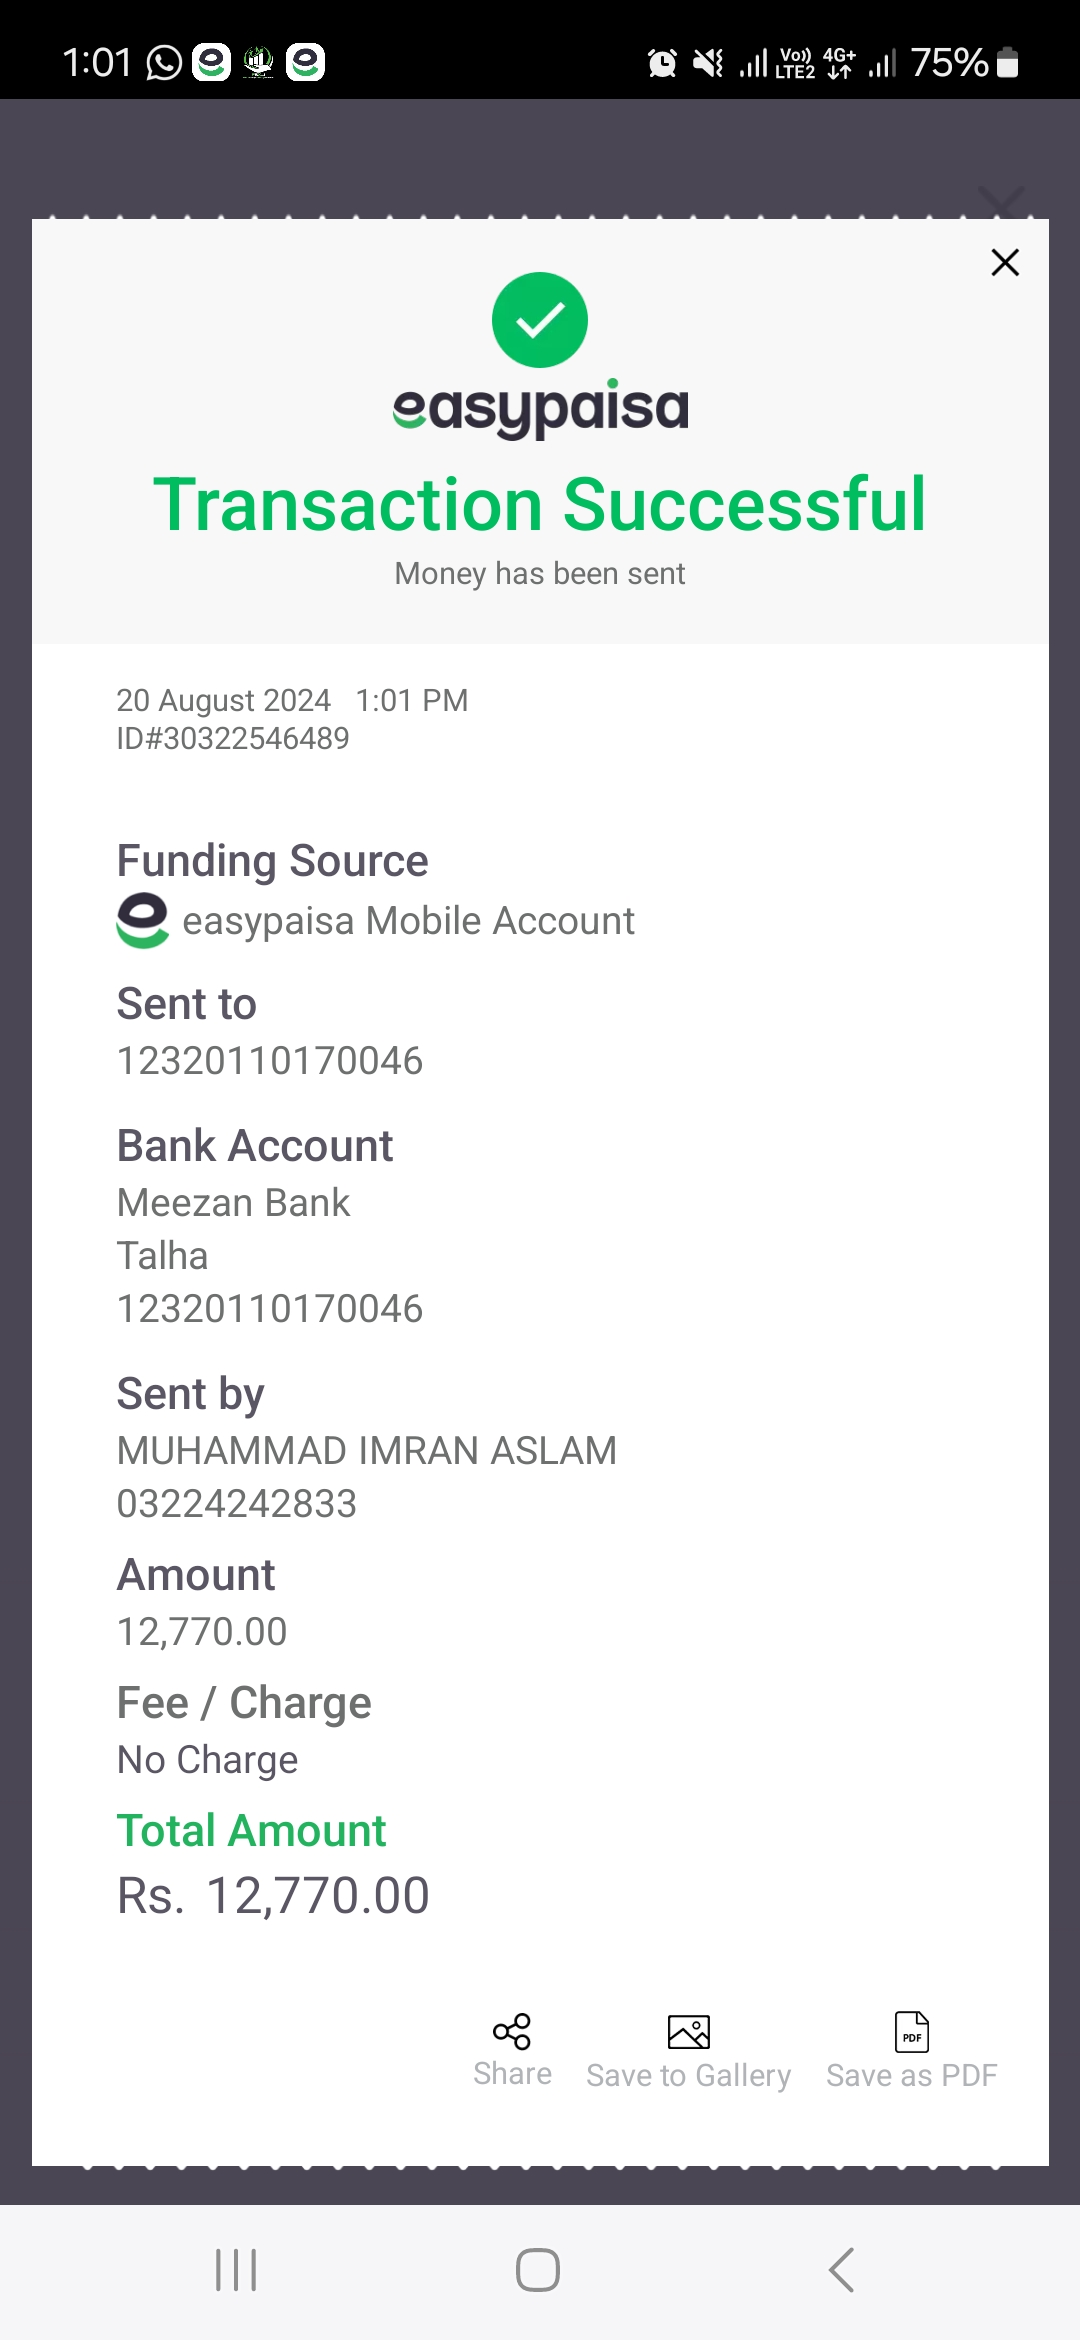 1:01
Vo)) LTE2 4G+ 75%
easypaisa
Transaction Successful
Money has been sent
20 August 2024 1:01 PM
ID#30322546489
Funding Source
easypaisa Mobile Account
Sent to
12320110170046
Bank Account
Meezan Bank
Talha
12320110170046
Sent by
MUHAMMAD IMRAN ASLAM
03224242833
Amount
12,770.00
Fee / Charge
No Charge
Total Amount
Rs. 12,770.00
PDF
Share Save to Gallery Save as PDF